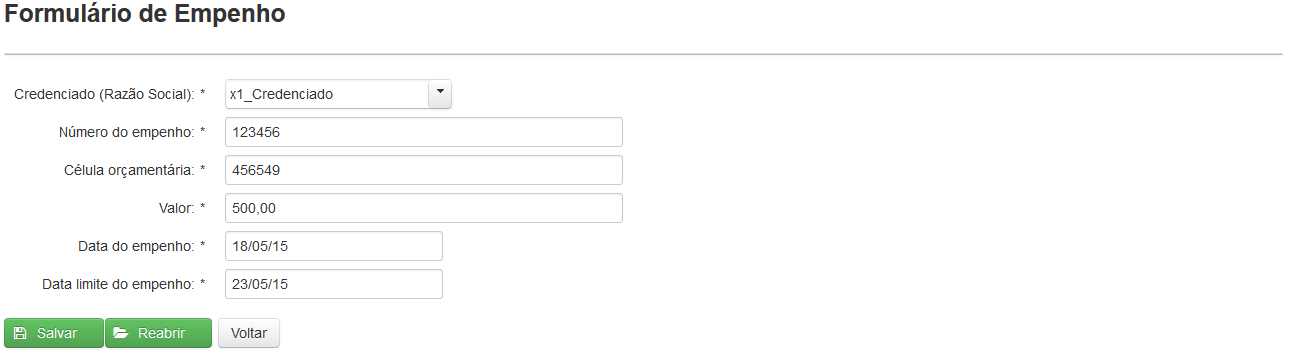 Formulário de Empenho
Credenciado (Razão Social): * x1_Credenciado
Número do empenho: * 123456
Célula orçamentária: * 456549
Valor: * 500,00
Data do empenho: * 18/05/15
Data limite do empenho: * 23/05/15
Salvar Reabrir Voltar